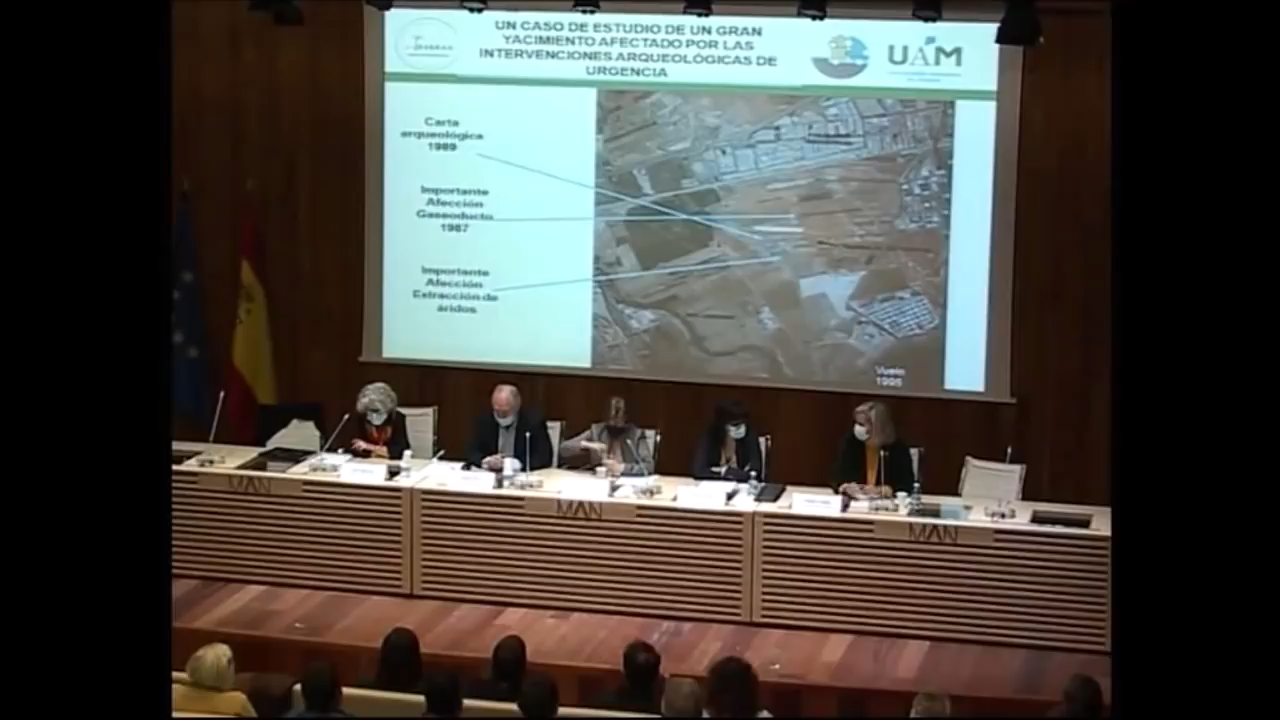 UN CASO DE ESTUDIO DE UN GRAN
YACIMIENTO AFECTADO POR LAS
INTERVENCIONES ARQUEOLÓGICAS DE
URGENCIA
UAM
Carta
arqueológica
1989
Importante
Afección
Gaseoducto
1987
Importante
Afección
Extracción de
áridos
Vuelo
1995
MAN
MAN
MAN